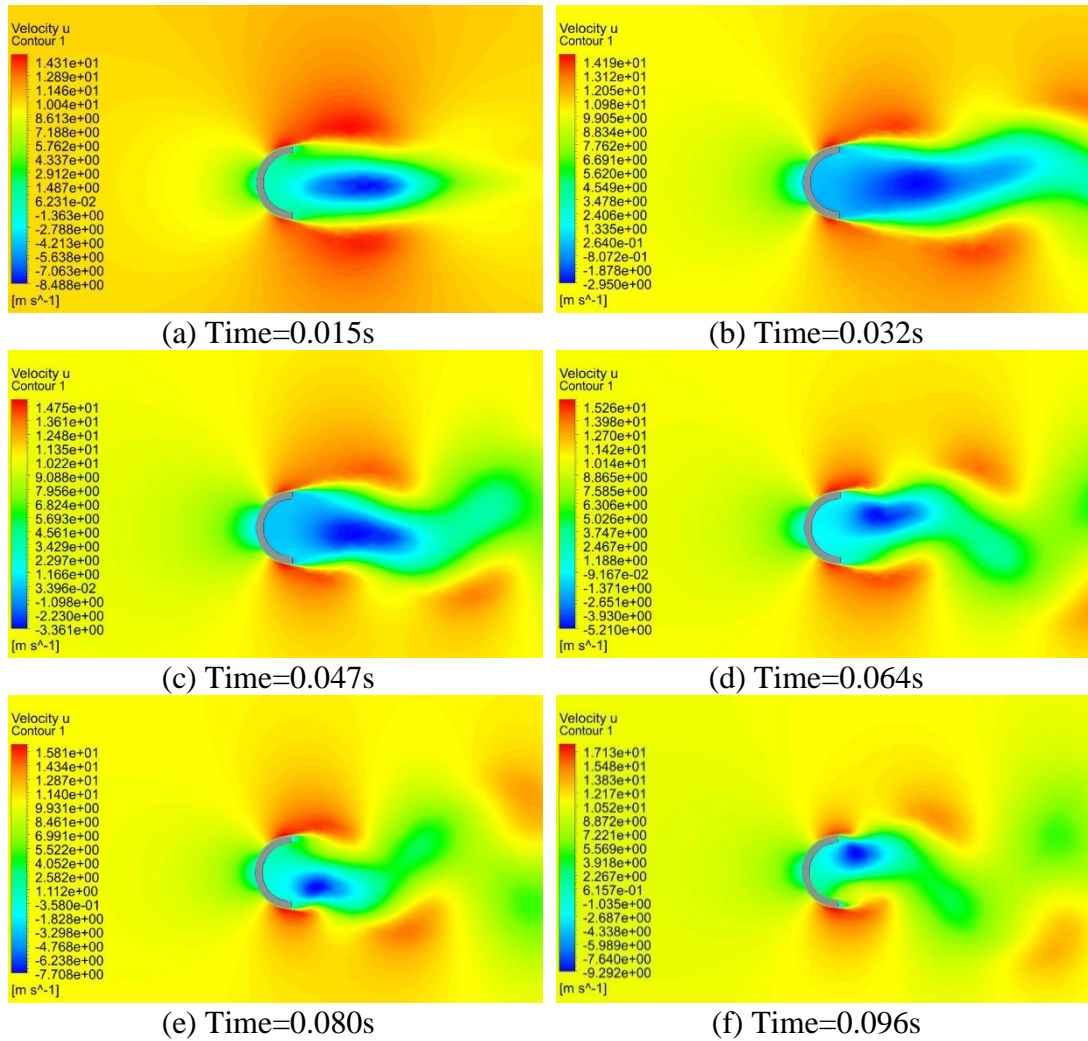 Velocity u
Contour 1
1.431e+01
1.289e+01
1.146e+01
1.004e+01
8.613e+00
7.188e+00
5.763e+00
4.337e+00
2.912e+00
1.487e+00
6.231e-02
-1.363e+00
-2.788e+00
-4.213e+00
-5.638e+00
-7.063e+00
-8.488e+00
[m s^-1]
(a) Time=0.015s
Velocity u
Contour 1
1.419e+01
1.312e+01
1.205e+01
1.098e+01
9.905e+00
8.834e+00
7.762e+00
6.691e+00
5.620e+00
4.549e+00
3.478e+00
2.406e+00
1.335e+00
2.640e-01
-8.072e-01
-1.878e+00
-2.950e+00
[m s^-1]
(b) Time=0.032s
Velocity u
Contour 1
1.475e+01
1.361e+01
1.248e+01
1.135e+01
1.022e+01
9.088e+00
7.956e+00
6.824e+00
5.693e+00
4.561e+00
3.429e+00
2.297e+00
1.166e+00
3.396e-02
-1.098e+00
-2.230e+00
-3.361e+00
[m s^-1]
(c) Time=0.047s
Velocity u
Contour 1
1.526e+01
1.398e+01
1.270e+01
1.142e+01
1.014e+01
8.865e+00
7.585e+00
6.306e+00
5.026e+00
3.747e+00
2.467e+00
1.188e+00
-9.167e-02
-1.371e+00
-2.651e+00
-3.930e+00
-5.210e+00
[m s^-1]
(d) Time=0.064s
Velocity u
Contour 1
1.581e+01
1.434e+01
1.287e+01
1.140e+01
9.931e+00
8.461e+00
6.991e+00
5.522e+00
4.052e+00
2.582e+00
1.112e+00
-3.580e-01
-1.828e+00
-3.298e+00
-4.768e+00
-6.238e+00
-7.708e+00
[m s^-1]
(e) Time=0.080s
Velocity u
Contour 1
1.713e+01
1.548e+01
1.383e+01
1.217e+01
1.052e+01
8.872e+00
7.221e+00
5.569e+00
3.918e+00
2.267e+00
6.157e-01
-1.035e+00
-2.687e+00
-4.338e+00
-5.989e+00
-7.640e+00
-9.292e+00
[m s^-1]
(f) Time=0.096s